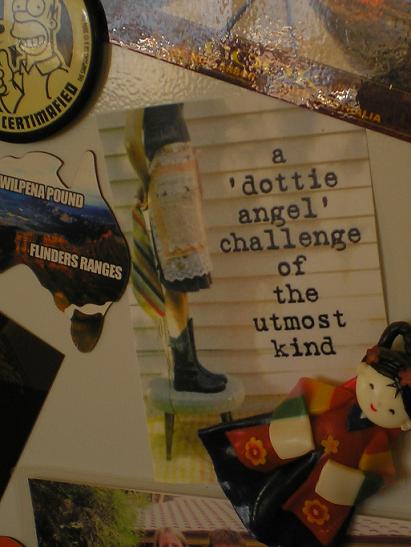 CERTIMAFIED
WILPENA POUND
FLINDERS RANGES
a
'dottie
angel'
challenge
of
the
utmost
kind